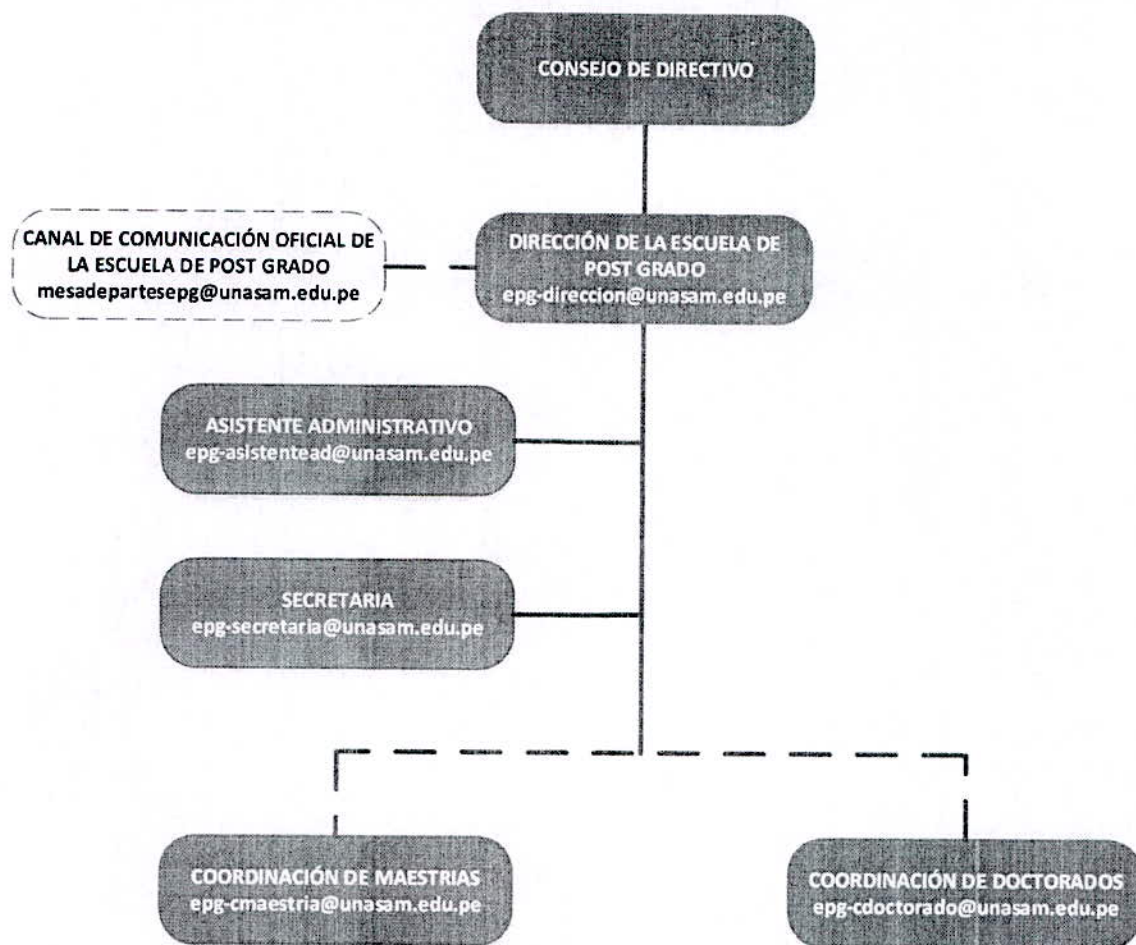 CONSEJO DE DIRECTIVO
CANAL DE COMUNICACIÓN OFICIAL DE
LA ESCUELA DE POST GRADO
mesadepartesepg@unasam.edu.pe
DIRECCIÓN DE LA ESCUELA DE
POST GRADO
epg-direccion@unasam.edu.pe
ASISTENTE ADMINISTRATIVO
epg-asistentead@unasam.edu.pe
SECRETARIA
epg-secretaria@unasam.edu.pe
COORDINACIÓN DE MAESTRIAS
epg-cmaestria@unasam.edu.pe
COORDINACIÓN DE DOCTORADOS
epg-cdoctorado@unasam.edu.pe